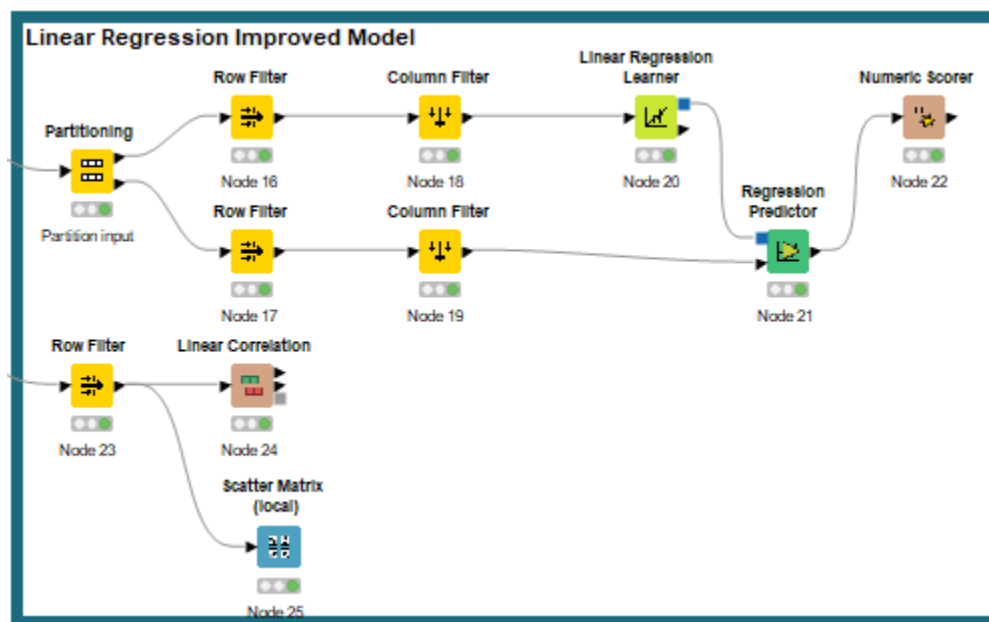 Linear Regression Improved Model
Linear Regression
Learner
Row Filter
Column Filter
Numeric Scorer
Partitioning
Node 16
Node 18
Node 20
Node 22
Row Filter
Column Filter
Regression
Predictor
Partition input
Node 17
Node 19
Node 21
Row Filter
Linear Correlation
Node 23
Node 24
Scatter Matrix
(local)
Node 25